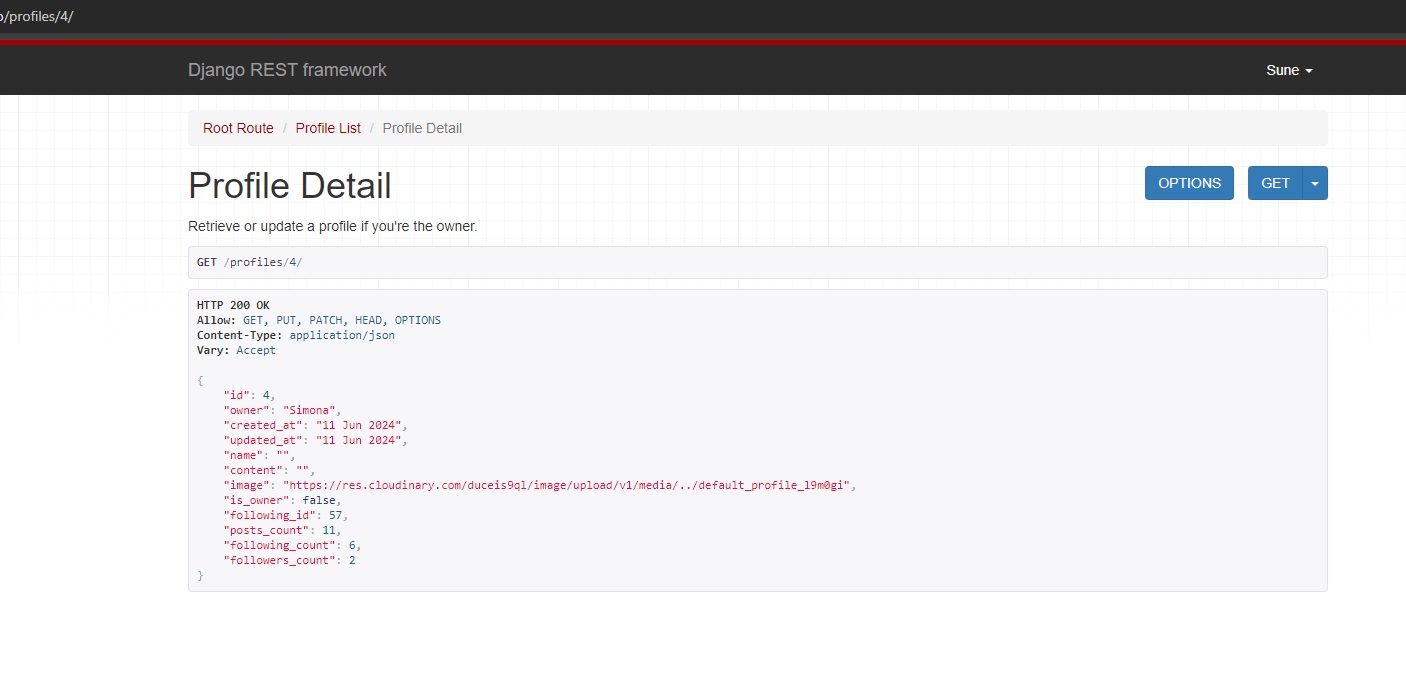 /profiles/4/
Django REST framework
Sune
Root Route / Profile List / Profile Detail
Profile Detail
OPTIONS
GET
Retrieve or update a profile if you're the owner.
GET /profiles/4/
HTTP 200 OK
Allow: GET, PUT, PATCH, HEAD, OPTIONS
Content-Type: application/json
Vary: Accept
{
"id": 4,
"owner": "Simona",
"created_at": "11 Jun 2024",
"updated_at": "11 Jun 2024",
"name": "",
"content": "",
"image": "https://res.cloudinary.com/duceis9ql/image/upload/v1/media/../default_profile_l9m0gi",
"is_owner": false,
"following_id": 57,
"posts_count": 11,
"following_count": 6,
"followers_count": 2
}